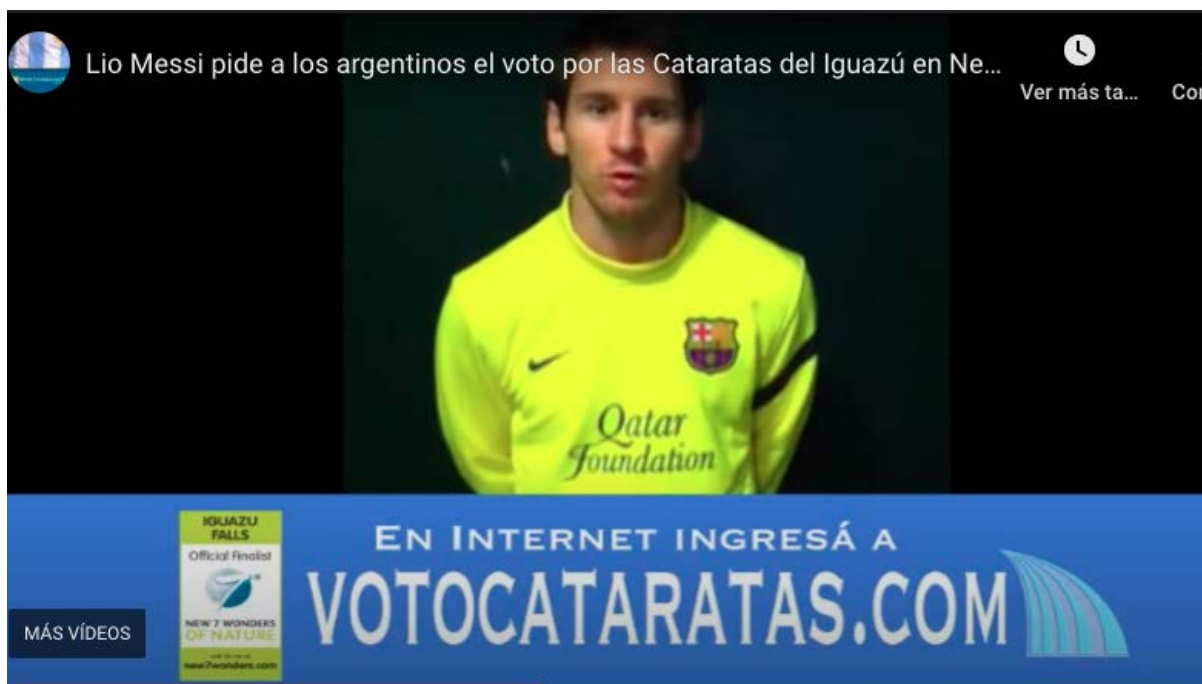 Lio Messi pide a los argentinos el voto por las Cataratas del Iguazú en Ne...
Ver más ta...
Cor
Qatar
Foundation
IGUAZU
FALLS
Official Finalist
NEW 7 WONDERS
OF NATURE
new7wonders.com
EN INTERNET INGRESÁ A
VOTOCATARATAS.COM
MÁS VÍDEOS